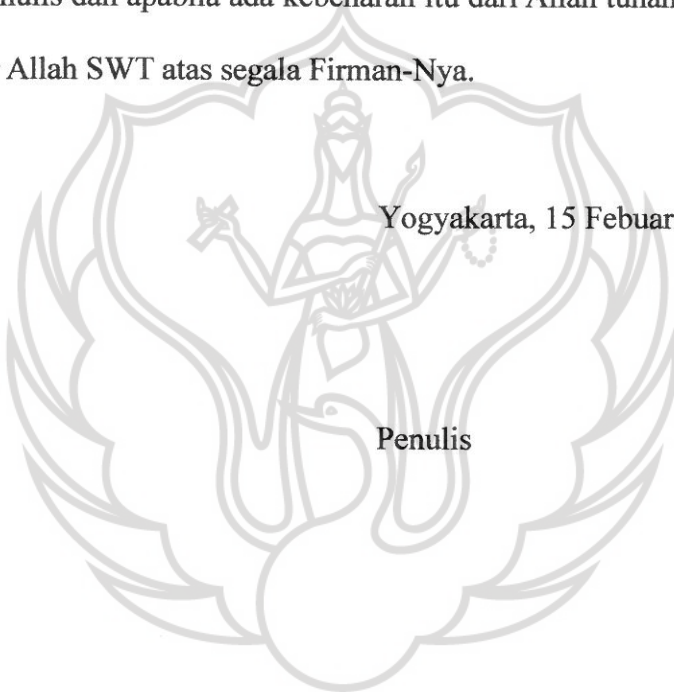 dan apabila ada kebenaran itu dari Allah
Allah SWT atas segala Firman-Nya.
Yogyakarta, 15 Febuar
Penulis